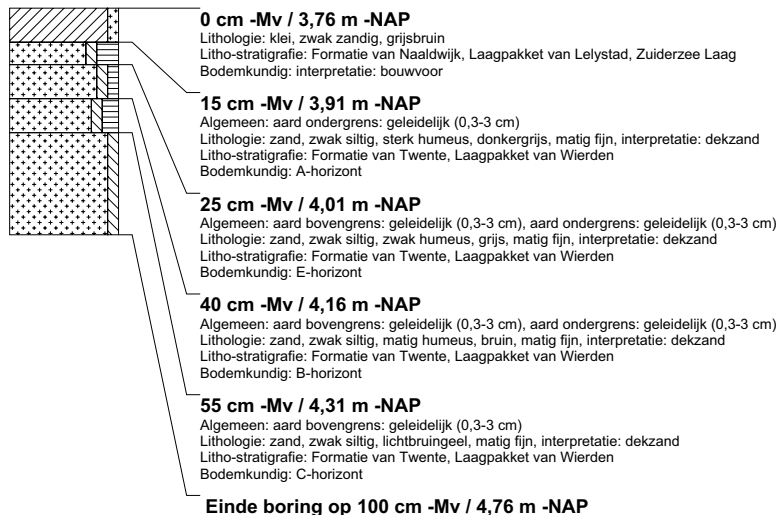 0 cm -Mv / 3,76 m -NAP
Lithologie: klei, zwak zandig, grijsbruin
Litho-stratigrafie: Formatie van Naaldwijk, Laagpakket van Lelystad, Zuiderzee Laag
Bodemkundig: interpretatie: bouwvoor
15 cm -Mv / 3,91 m -NAP
Algemeen: aard ondergrens: geleidelijk (0,3-3 cm)
Lithologie: zand, zwak siltig, sterk humeus, donkergrijs, matig fijn, interpretatie: dekzand
Litho-stratigrafie: Formatie van Twente, Laagpakket van Wierden
Bodemkundig: A-horizont
25 cm -Mv / 4,01 m -NAP
Algemeen: aard bovengrens: geleidelijk (0,3-3 cm), aard ondergrens: geleidelijk (0,3-3 cm)
Lithologie: zand, zwak siltig, zwak humeus, grijs, matig fijn, interpretatie: dekzand
Litho-stratigrafie: Formatie van Twente, Laagpakket van Wierden
Bodemkundig: E-horizont
40 cm -Mv / 4,16 m -NAP
Algemeen: aard bovengrens: geleidelijk (0,3-3 cm), aard ondergrens: geleidelijk (0,3-3 cm)
Lithologie: zand, zwak siltig, matig humeus, bruin, matig fijn, interpretatie: dekzand
Litho-stratigrafie: Formatie van Twente, Laagpakket van Wierden
Bodemkundig: B-horizont
55 cm -Mv / 4,31 m -NAP
Algemeen: aard bovengrens: geleidelijk (0,3-3 cm)
Lithologie: zand, zwak siltig, lichtbruingeel, matig fijn, interpretatie: dekzand
Litho-stratigrafie: Formatie van Twente, Laagpakket van Wierden
Bodemkundig: C-horizont
Einde boring op 100 cm -Mv / 4,76 m -NAP